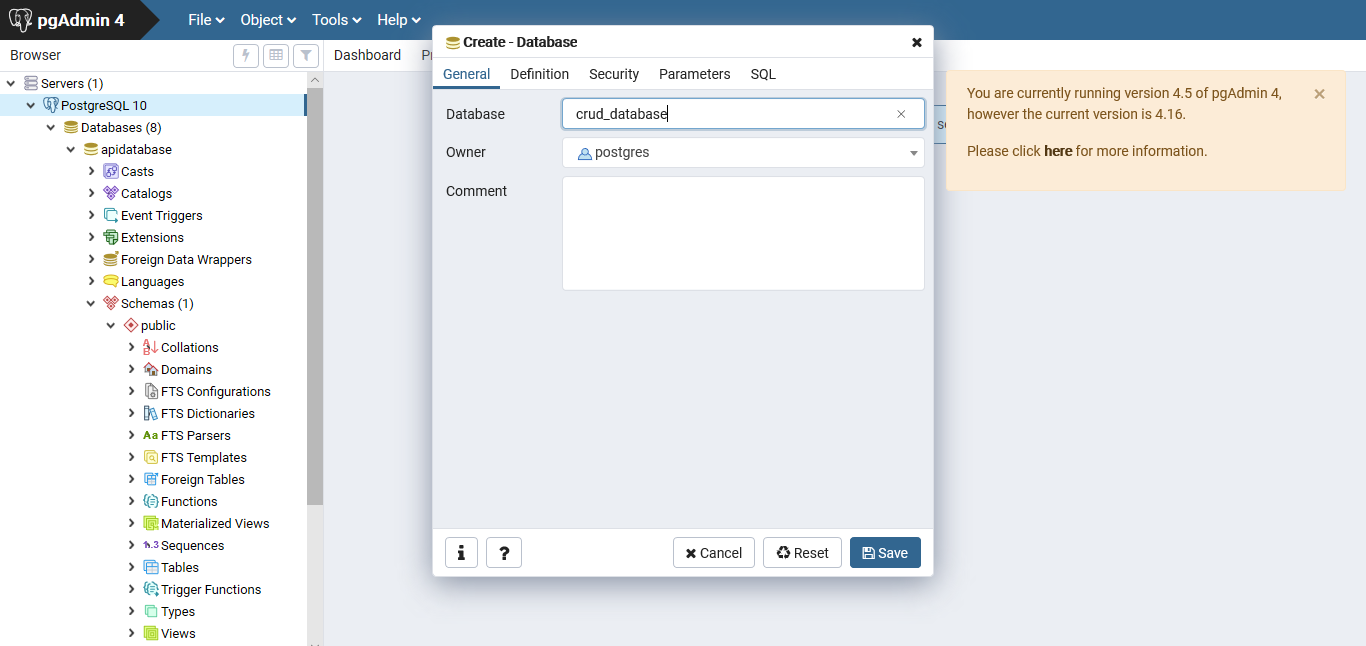 pgAdmin 4
File Object Tools Help
Browser
Dashboard
Servers (1)
PostgreSQL 10
Databases (8)
apidatabase
Casts
Catalogs
Event Triggers
Extensions
Foreign Data Wrappers
Languages
Schemas (1)
public
Collations
Domains
FTS Configurations
FTS Dictionaries
Aa FTS Parsers
FTS Templates
Foreign Tables
Functions
Materialized Views
Sequences
Tables
Trigger Functions
Types
Views
Create - Database
General Definition Security Parameters SQL
Database crud_database
Owner postgres
Comment
i ? Cancel Reset Save
You are currently running version 4.5 of pgAdmin 4,
however the current version is 4.16.
Please click here for more information.